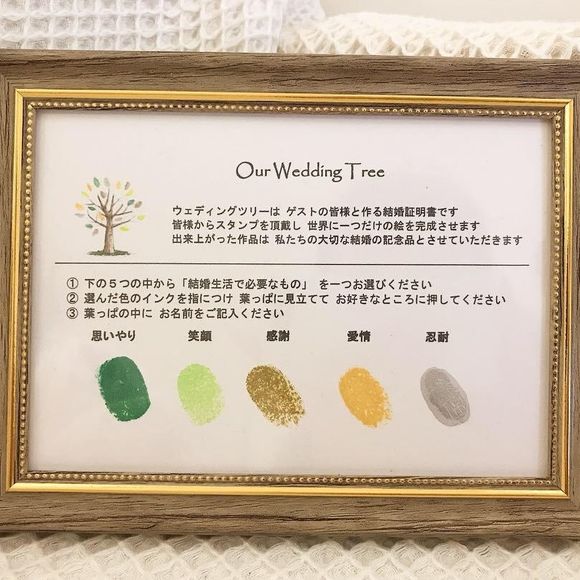 Our Wedding Tree
ウェディングツリーは ゲストの皆様と作る結婚証明書です
皆様からスタンプを頂戴し 世界に一つだけの絵を完成させます
出来上がった作品は 私たちの大切な結婚の記念品とさせていただきます
① 下の５つの中から「結婚生活で必要なもの」 を一つお選びください
② 選んだ色のインクを指につけ 葉っぱに見立てて お好きなところに押してください
③ 葉っぱの中に お名前をご記入ください
思いやり 笑顔 感謝 愛情 忍耐